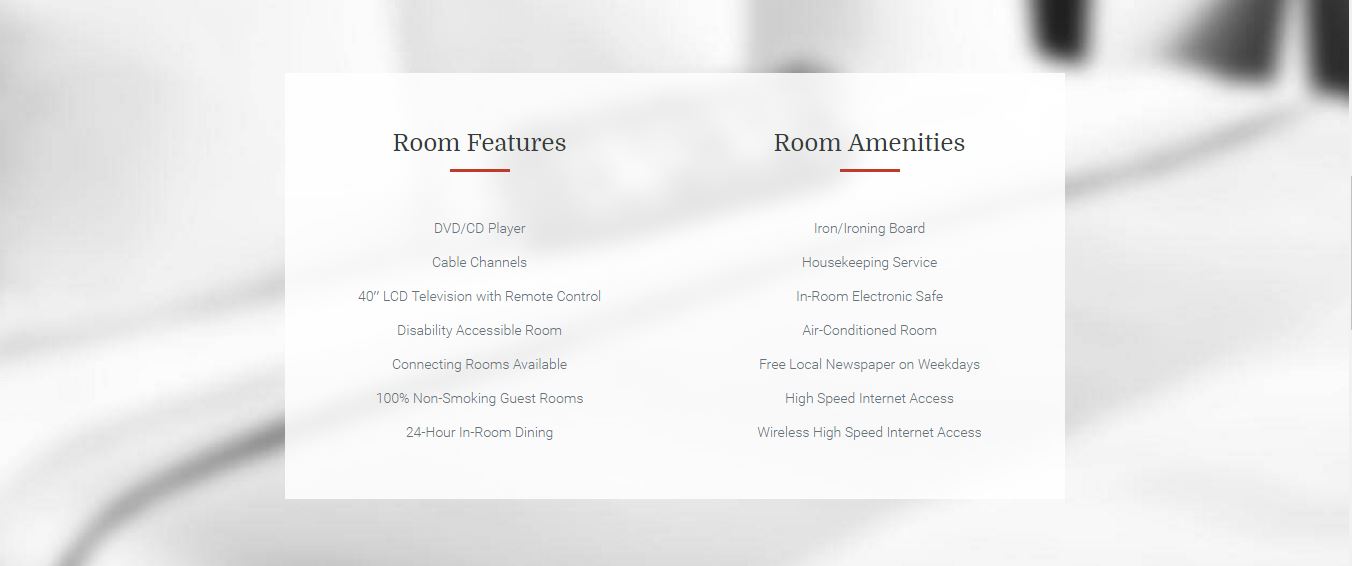 Room Features
DVD/CD Player
Cable Channels
40″ LCD Television with Remote Control
Disability Accessible Room
Connecting Rooms Available
100% Non-Smoking Guest Rooms
24-Hour In-Room Dining
Room Amenities
Iron/Ironing Board
Housekeeping Service
In-Room Electronic Safe
Air-Conditioned Room
Free Local Newspaper on Weekdays
High Speed Internet Access
Wireless High Speed Internet Access